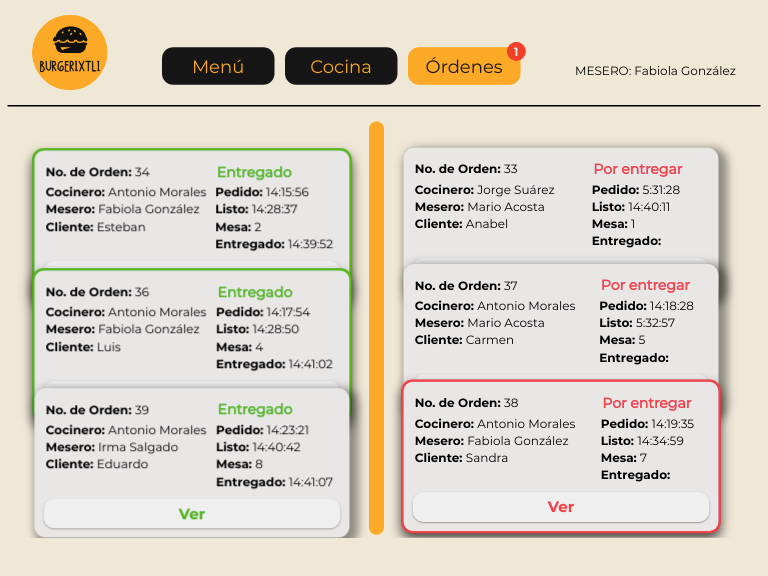 BURGERIXTLI
Menú
Cocina
Órdenes
1
MESERO: Fabiola González
No. de Orden: 34
Entregado
Cocinero: Antonio Morales
Pedido: 14:15:56
Mesero: Fabiola González
Listo: 14:28:37
Cliente: Esteban
Mesa: 2
Entregado: 14:39:52
No. de Orden: 36
Entregado
Cocinero: Antonio Morales
Pedido: 14:17:54
Mesero: Fabiola González
Listo: 14:28:50
Cliente: Luis
Mesa: 4
Entregado: 14:41:02
No. de Orden: 39
Entregado
Cocinero: Antonio Morales
Pedido: 14:23:21
Mesero: Irma Salgado
Listo: 14:40:42
Cliente: Eduardo
Mesa: 8
Entregado: 14:41:07
Ver
No. de Orden: 33
Por entregar
Cocinero: Jorge Suárez
Pedido: 5:31:28
Mesero: Mario Acosta
Listo: 14:40:11
Cliente: Anabel
Mesa: 1
Entregado:
No. de Orden: 37
Por entregar
Cocinero: Antonio Morales
Pedido: 14:18:28
Mesero: Mario Acosta
Listo: 5:32:57
Cliente: Carmen
Mesa: 5
Entregado:
No. de Orden: 38
Por entregar
Cocinero: Antonio Morales
Pedido: 14:19:35
Mesero: Fabiola González
Listo: 14:34:59
Cliente: Sandra
Mesa: 7
Entregado:
Ver